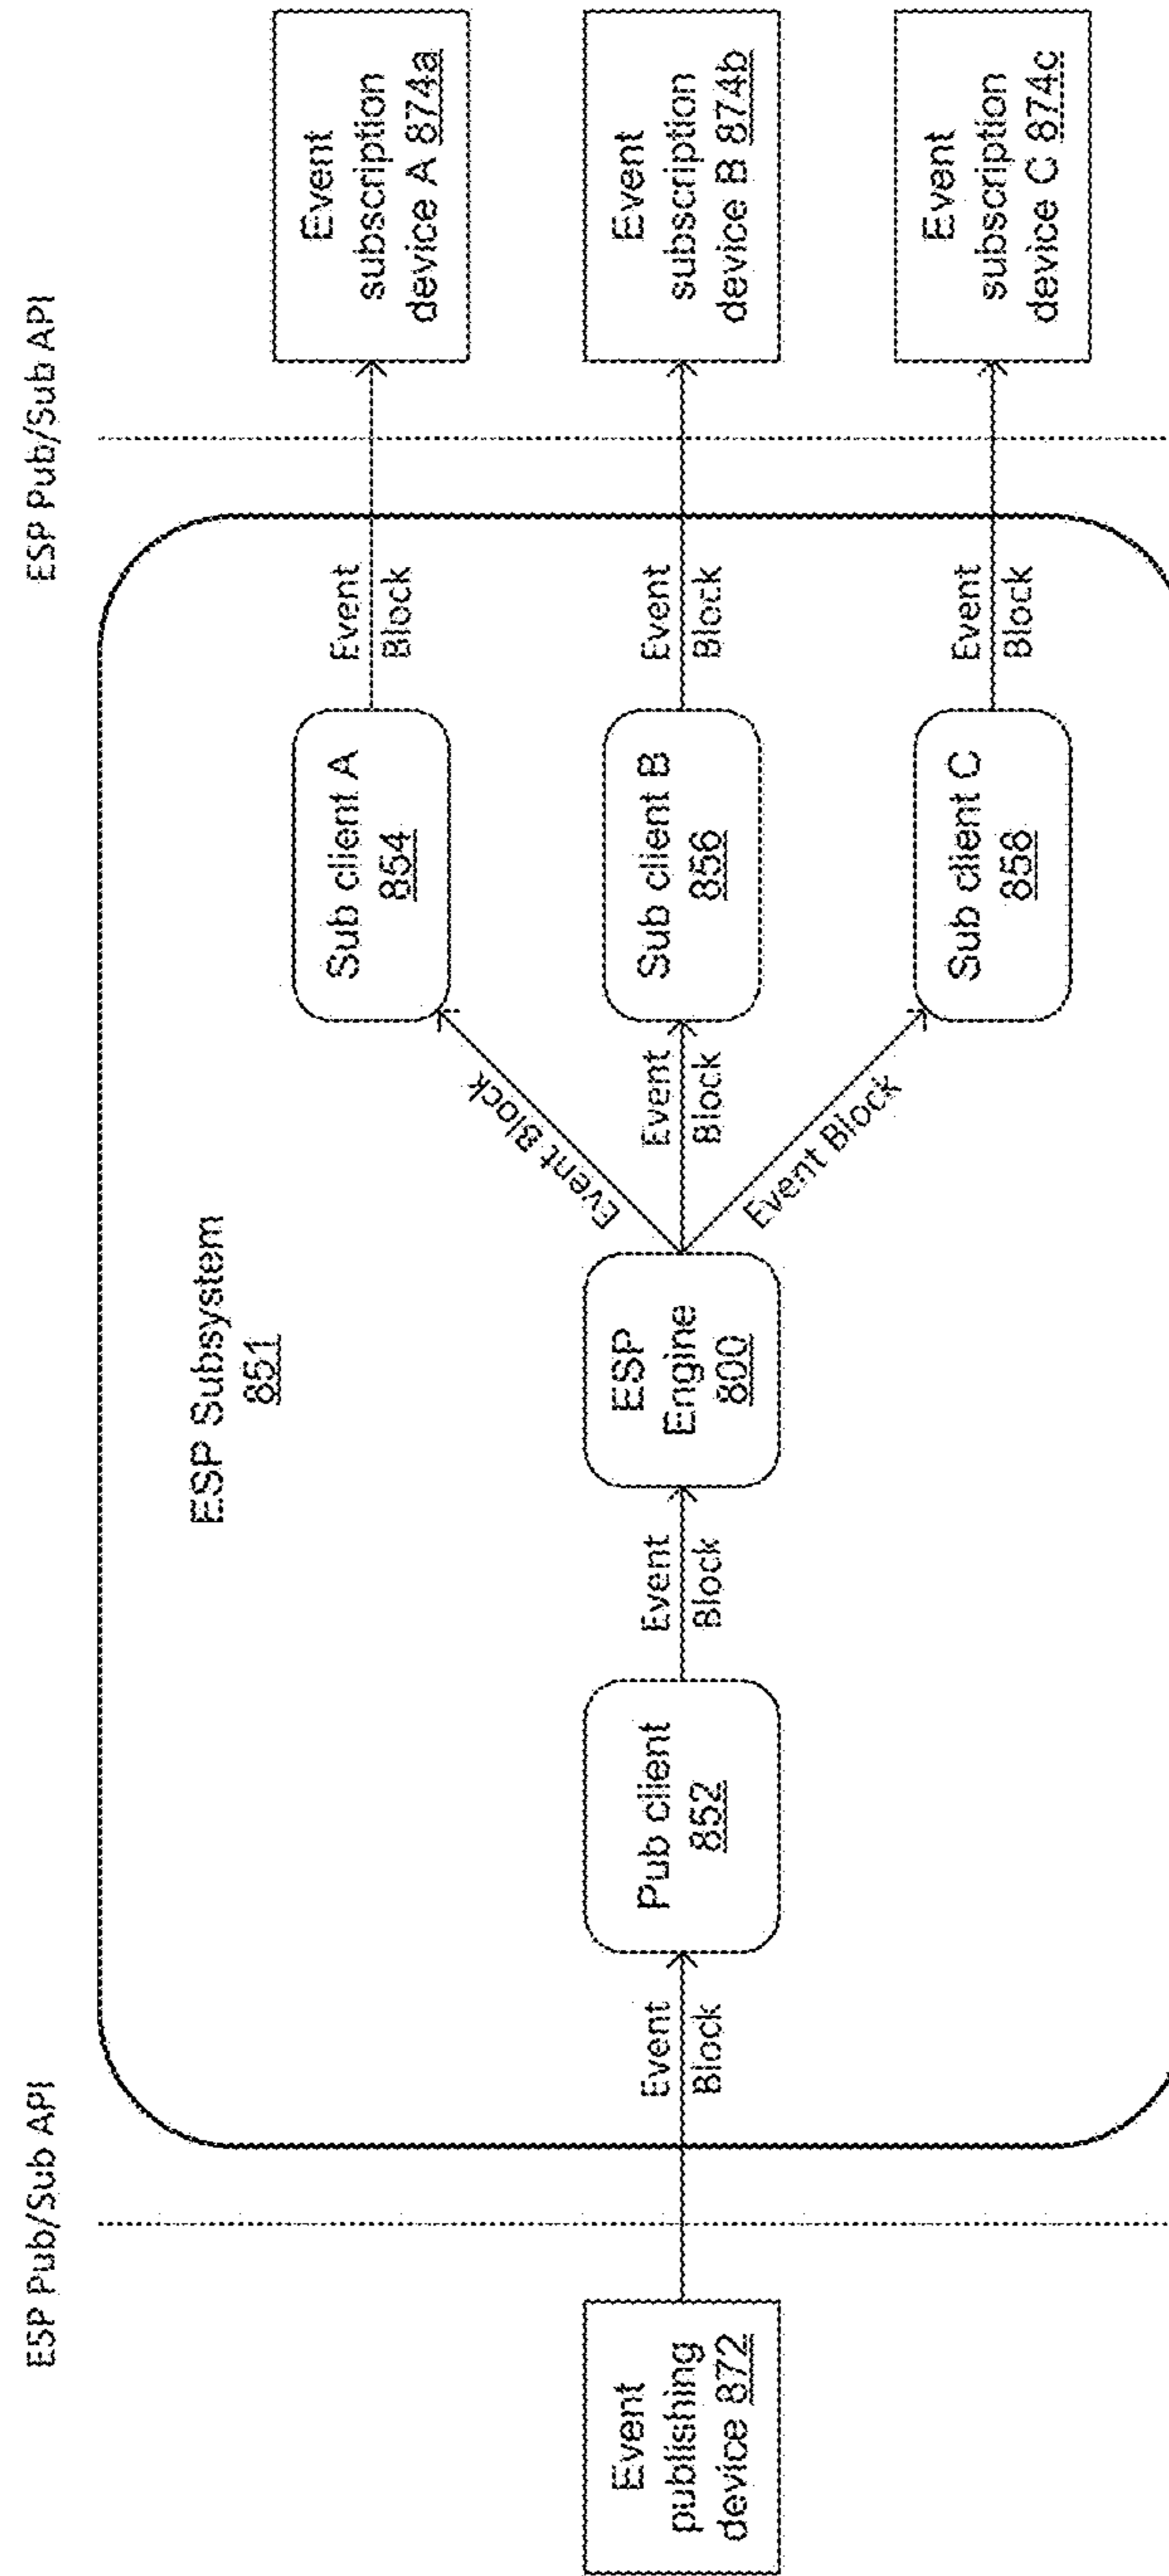 ESP Pub/Sub API
ESP Pub/Sub API
ESP Subsystem
851
Event
publishing
device 872
Event
Block
Pub client
852
Event
Block
ESP
Engine
800
Event Block
Event
Block
Event Block
Sub client A
854
Sub client B
856
Sub client C
858
Event
Block
Event
Block
Event
Block
Event
subscription
device A 874a
Event
subscription
device B 874b
Event
subscription
device C 874c